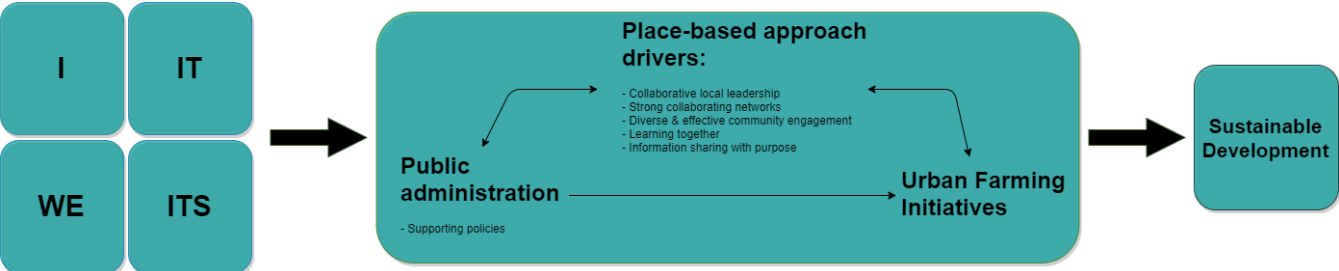 I
IT
WE
ITS
Place-based approach
drivers:
- Collaborative local leadership
- Strong collaborating networks
- Diverse & effective community engagement
- Learning together
- Information sharing with purpose
Public
administration
- Supporting policies
Urban Farming
Initiatives
Sustainable
Development